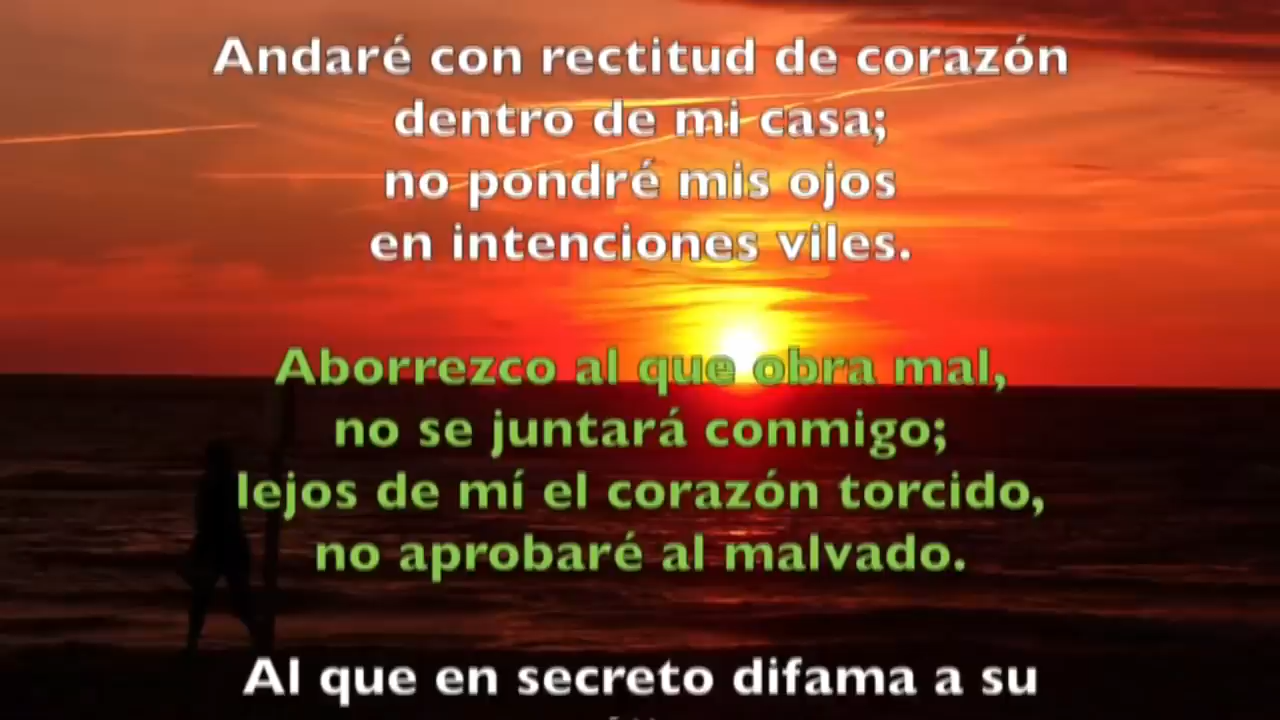 Andaré con rectitud de corazón
dentro de mi casa;
no pondré mis ojos
en intenciones viles.
Aborrezco al que obra mal,
no se juntará conmigo;
lejos de mí el corazón torcido,
no aprobaré al malvado.
Al que en secreto difama a su